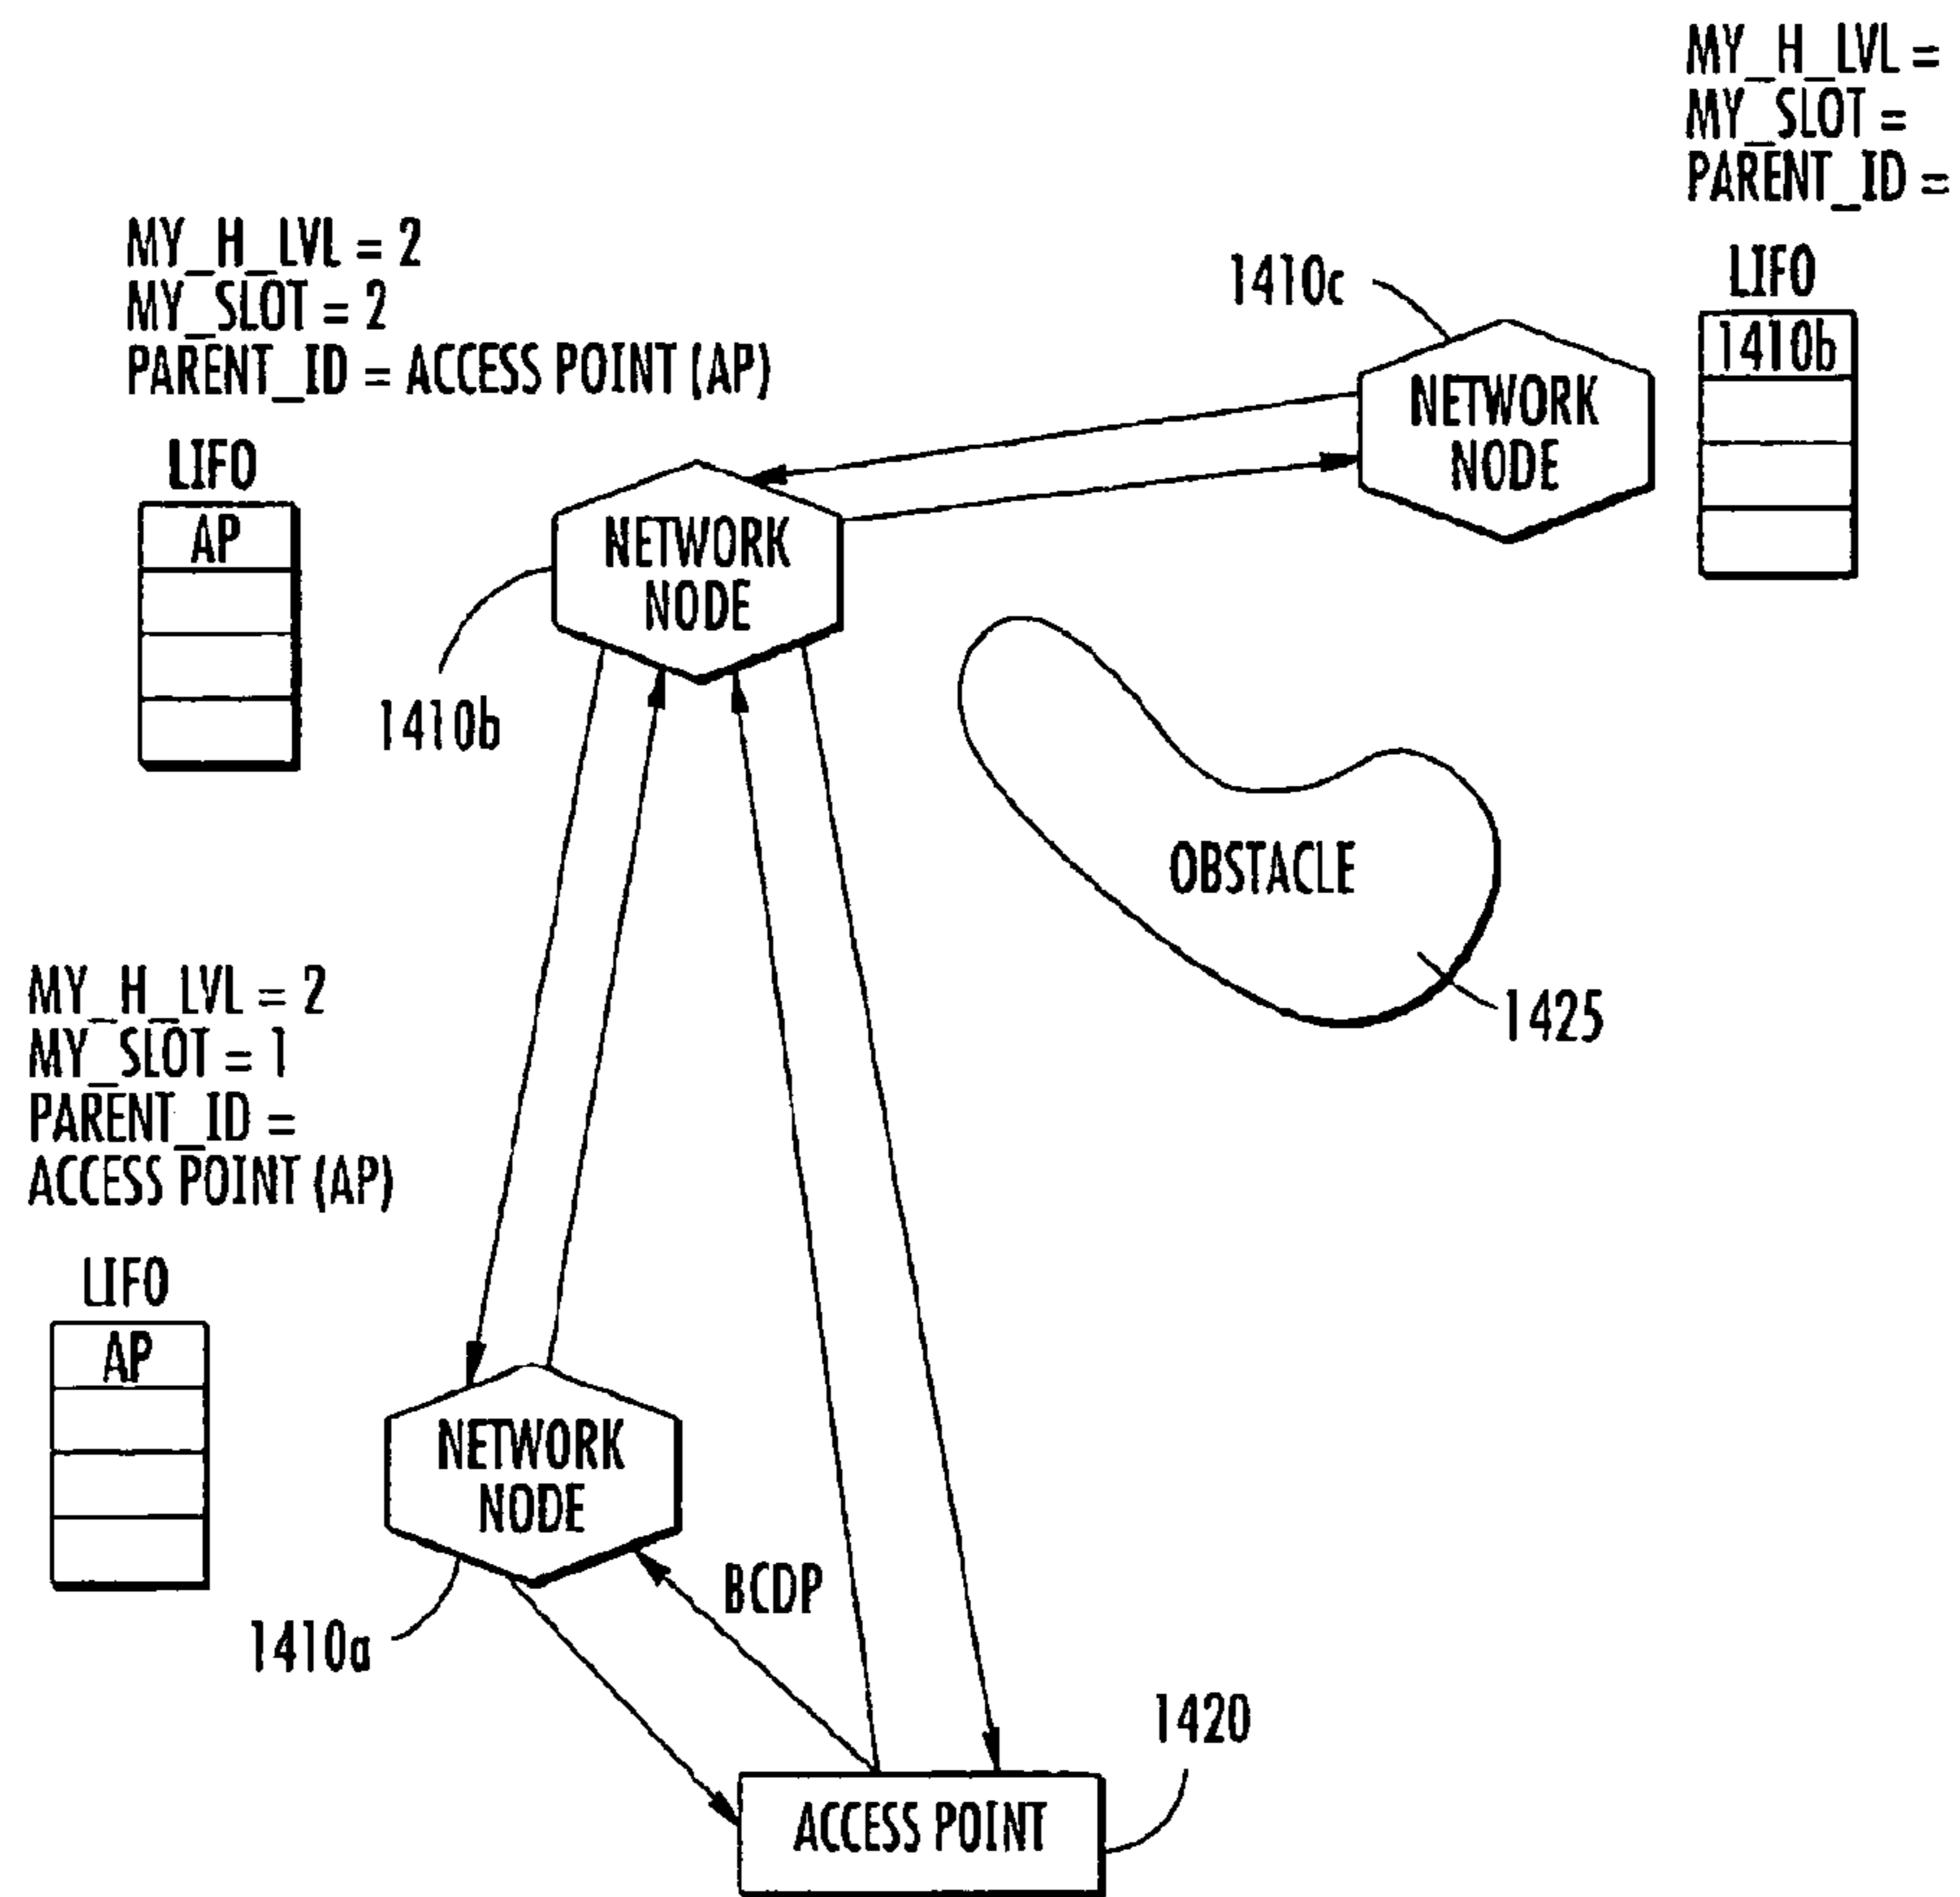 MY_H_LVL =
MY_SLOT =
PARENT_ID =
MY_H_LVL = 2
MY_SLOT = 2
PARENT_ID = ACCESS POINT (AP)
1410c
LIFO
1410b
NETWORK
NODE
LIFO
AP
NETWORK
NODE
1410b
OBSTACLE
1425
MY_H_LVL = 2
MY_SLOT = 1
PARENT_ID =
ACCESS POINT (AP)
LIFO
AP
NETWORK
NODE
BCDP
1410a
1420
ACCESS POINT